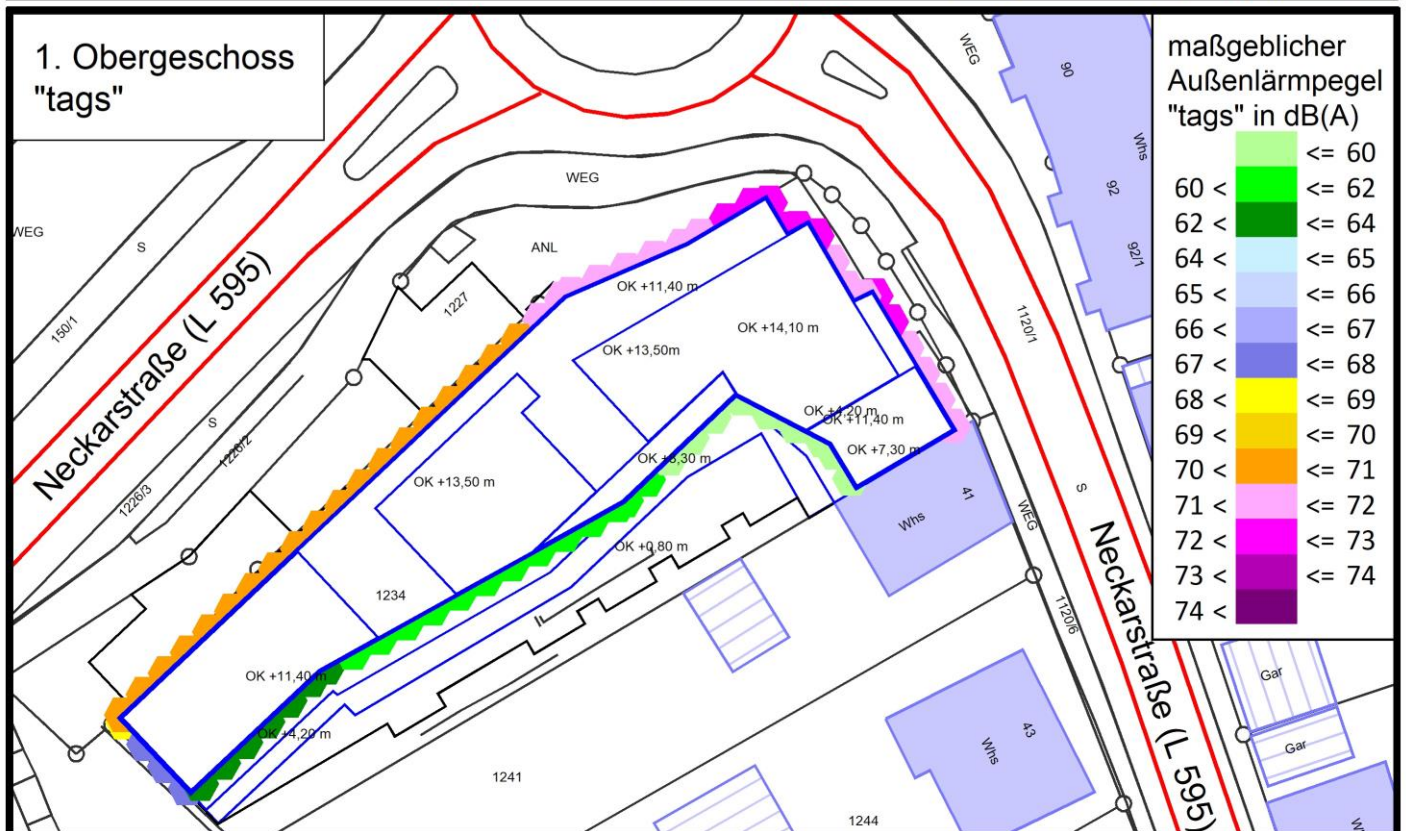 1. Obergeschoss
"tags"
maßgeblicher
Außenlärmpegel
"tags" in dB(A)
<= 60
60 < <= 62
62 < <= 64
64 < <= 65
65 < <= 66
66 < <= 67
67 < <= 68
68 < <= 69
69 < <= 70
70 < <= 71
71 < <= 72
72 < <= 73
73 < <= 74
74 <
WEG
90
Whs
92
92/1
WEG
WEG
S
ANL
Neckarstraße (L 595)
150/1
1227
OK +11,40 m
OK +14,10 m
OK +13,50m
1120/1
S
1226/2
1226/3
OK +4,20 m
OK +11,40 m
OK +7,30 m
OK +13,50 m
OK +0,80 m
41
Whs
WEG
S
Neckarstraße (L 595)
1234
1120/6
OK +11,40
OK +4,20 m
Gar
Gar
43
Whs
1241
1244